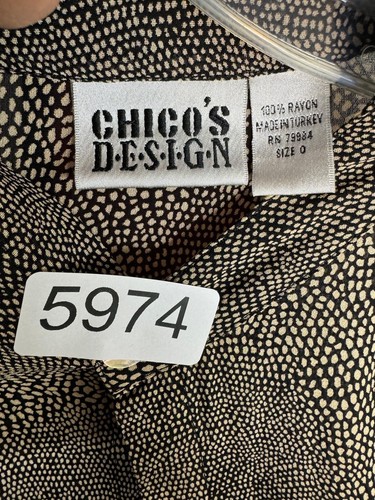 CHICO'S
D·E·S·I·G·N
100% RAYON
MADE IN TURKEY
RN 79984
SIZE 0
5974